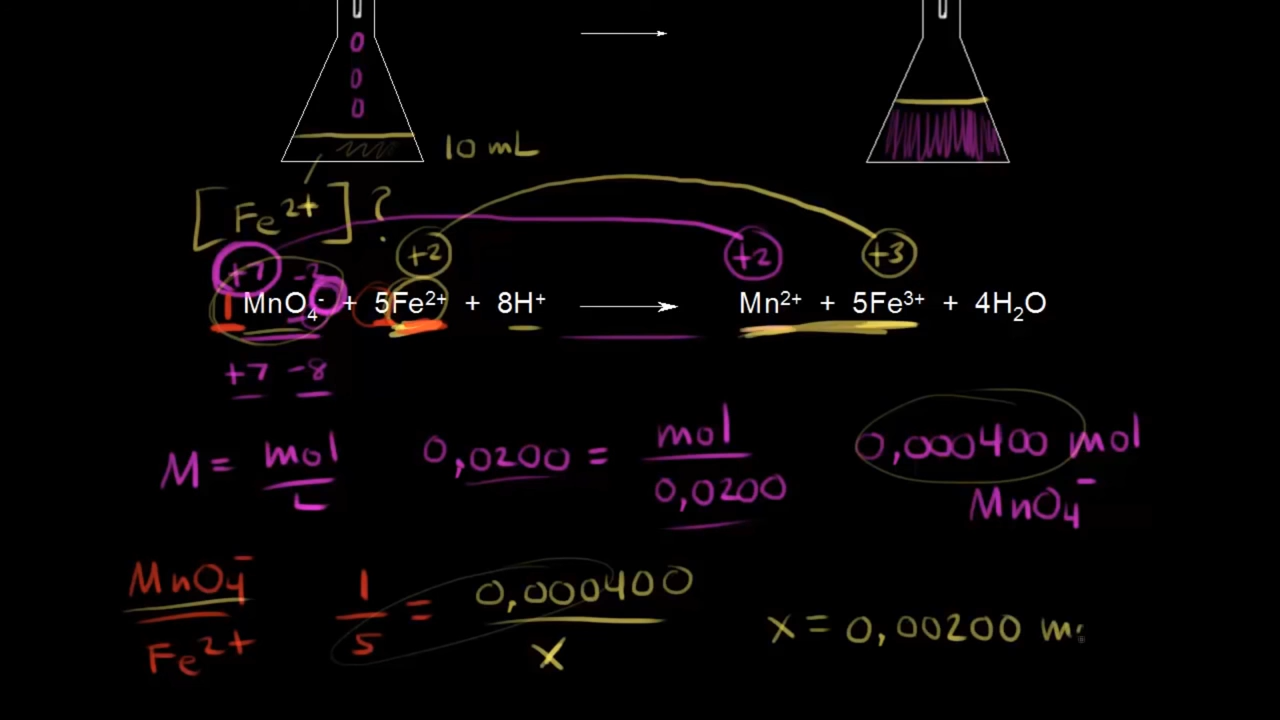 10 mL
[Fe²⁺] ?
+7 -2 +2 +2 +3
1 MnO₄⁻ + 5Fe²⁺ + 8H⁺ → Mn²⁺ + 5Fe³⁺ + 4H₂O
+7 -8
M = mol/L 0,0200 = mol/0,0200 0,000400 mol
MnO₄⁻
MnO₄⁻/Fe²⁺ 1/5 = 0,000400/x x = 0,00200 m